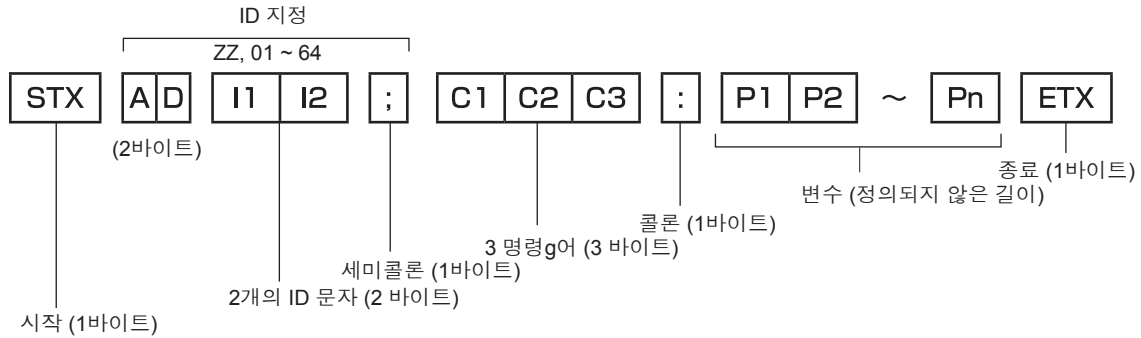 ID 지정
ZZ, 01 ~ 64
STX A D I1 I2 ; C1 C2 C3 : P1 P2 ~ Pn ETX
(2바이트)
종료 (1바이트)
변수 (정의되지 않은 길이)
콜론 (1바이트)
3 명령g어 (3 바이트)
세미콜론 (1바이트)
2개의 ID 문자 (2 바이트)
시작 (1바이트)